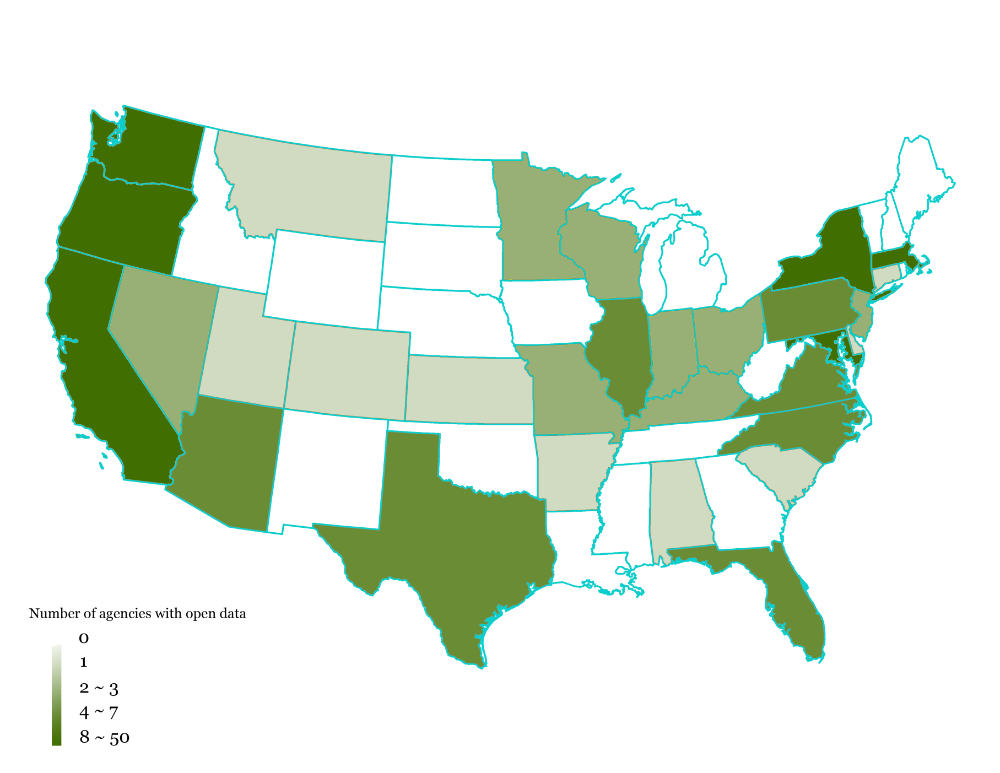 Number of agencies with open data
0
1
2 ~ 3
4 ~ 7
8 ~ 50